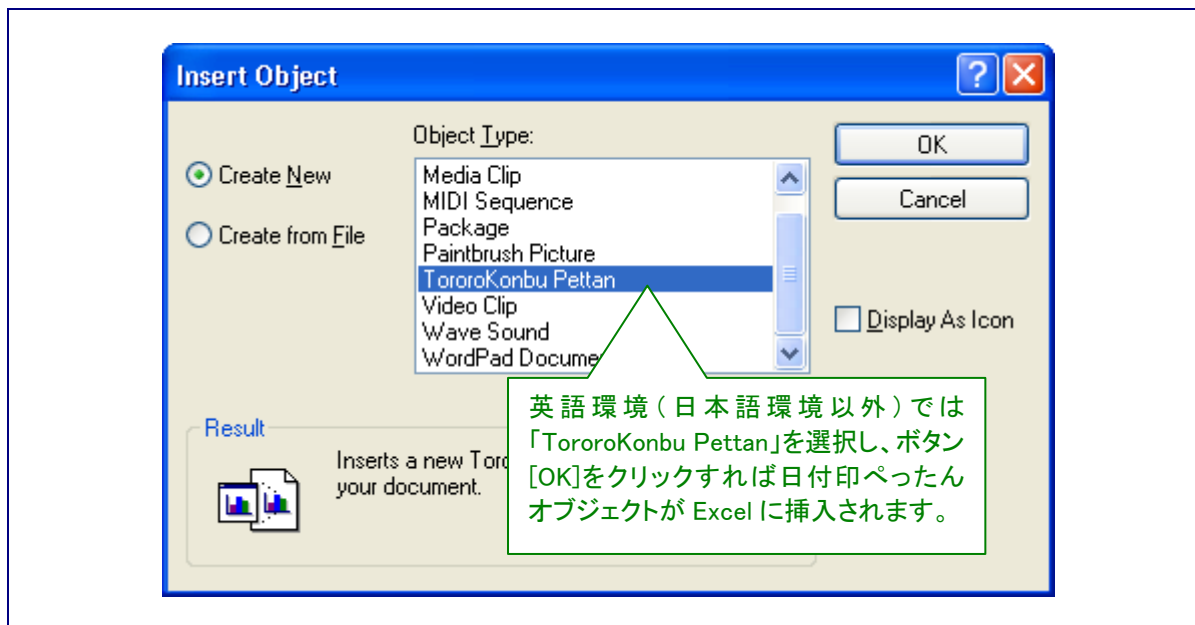 Insert Object
Object Type:
Create New
Create from File
Media Clip
MIDI Sequence
Package
Paintbrush Picture
TororoKonbu Pettan
Video Clip
Wave Sound
WordPad
OK
Cancel
Display As Icon
Result
Inserts a new
your document.
英語環境(日本語環境以外)では
「TororoKonbu Pettan」を選択し、ボタン
[OK]をクリックすれば日付印ぺったん
オブジェクトが Excel に挿入されます。